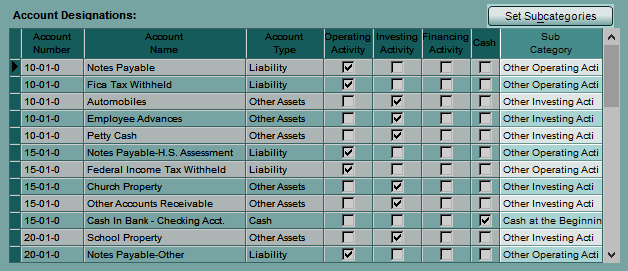 Account Designations:
Set Subcategories
Account Number Account Name Account Type Operating Activity Investing Activity Financing Activity Cash Sub Category
10-01-0 Notes Payable Liability Other Operating Acti
10-01-0 Fica Tax Withheld Liability Other Operating Acti
10-01-0 Automobiles Other Assets Other Investing Acti
10-01-0 Employee Advances Other Assets Other Investing Acti
10-01-0 Petty Cash Other Assets Other Investing Acti
15-01-0 Notes Payable-H.S. Assessment Liability Other Operating Acti
15-01-0 Federal Income Tax Withheld Liability Other Operating Acti
15-01-0 Church Property Other Assets Other Investing Acti
15-01-0 Other Accounts Receivable Other Assets Other Investing Acti
15-01-0 Cash In Bank - Checking Acct. Cash Cash at the Beginnin
20-01-0 School Property Other Assets Other Investing Acti
20-01-0 Notes Payable-Other Liability Other Operating Acti